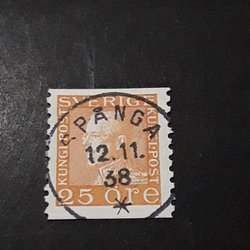 SVERIGE
KUNGL·POST
KUNGL·POST
SPÅNGA
12.11.
38
25 ÖRE